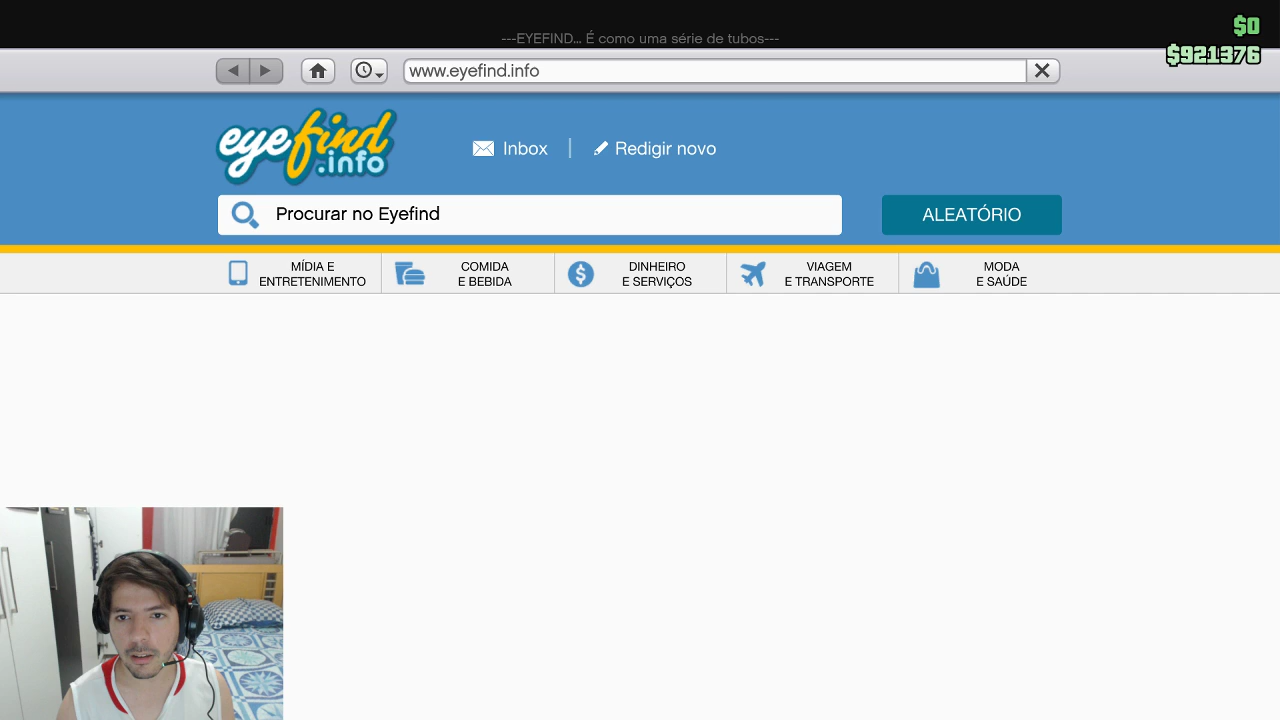 ---EYEFIND... É como uma série de tubos---
$0
$921376
www.eyefind.info
eyefind
.info
Inbox
Redigir novo
Procurar no Eyefind
ALEATÓRIO
MÍDIA E
ENTRETENIMENTO
COMIDA
E BEBIDA
DINHEIRO
E SERVIÇOS
VIAGEM
E TRANSPORTE
MODA
E SAÚDE